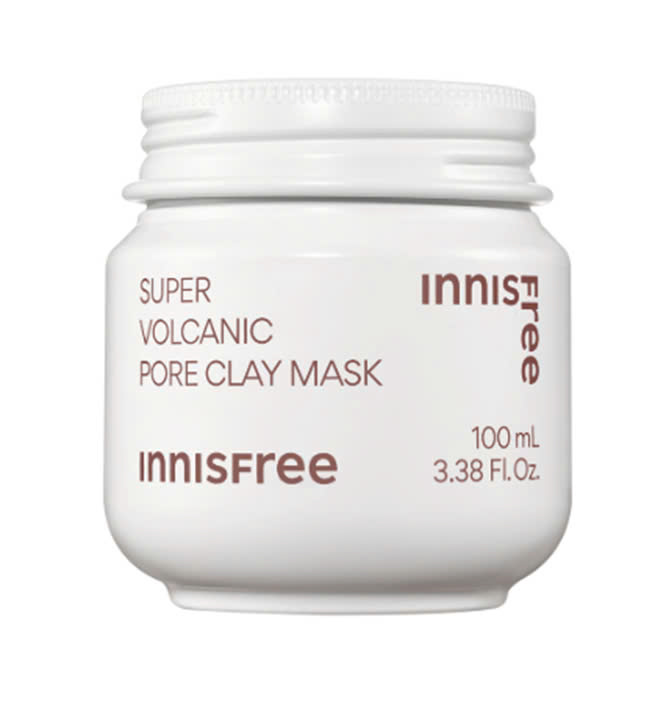 SUPER
VOLCANIC
PORE CLAY MASK
INNISFree
INNISFree
100 mL
3.38 Fl.Oz.